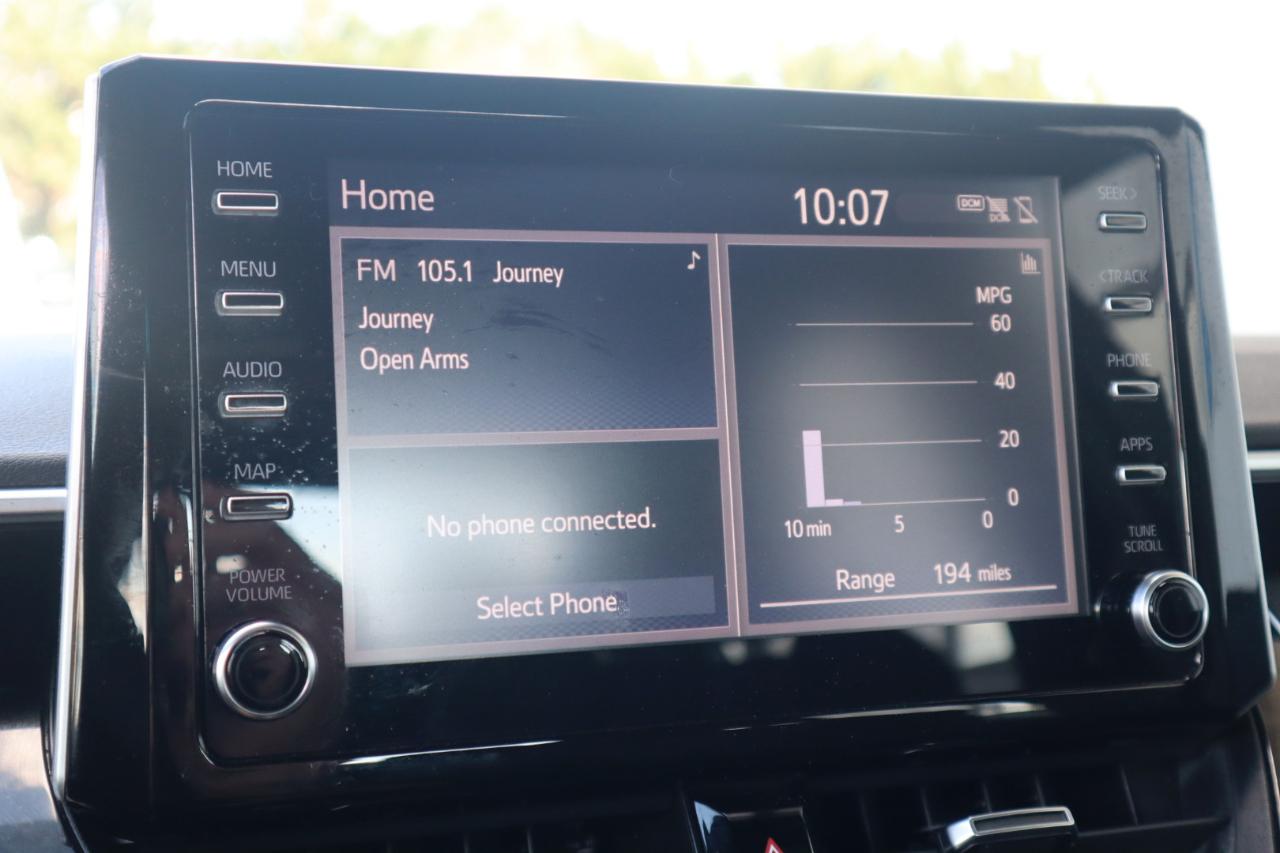 HOME
MENU
AUDIO
MAP
POWER
VOLUME
Home
10:07
DCM
DCM
FM 105.1 Journey
Journey
Open Arms
No phone connected.
Select Phone
MPG
60
40
20
0
10 min 5 0
Range 194 miles
SEEK >
< TRACK
PHONE
APPS
TUNE
SCROLL